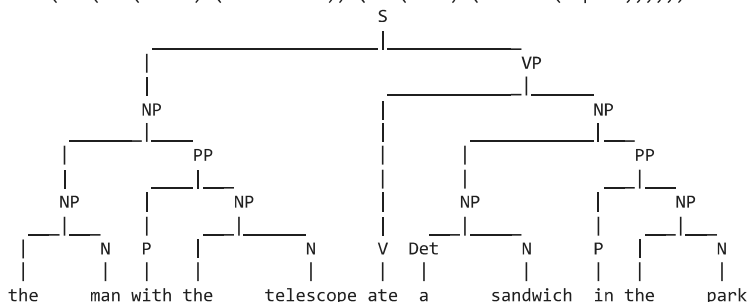 S
VP
NP NP
PP PP
NP NP NP NP
N P N V Det N P N
the man with the telescope ate a sandwich in the park